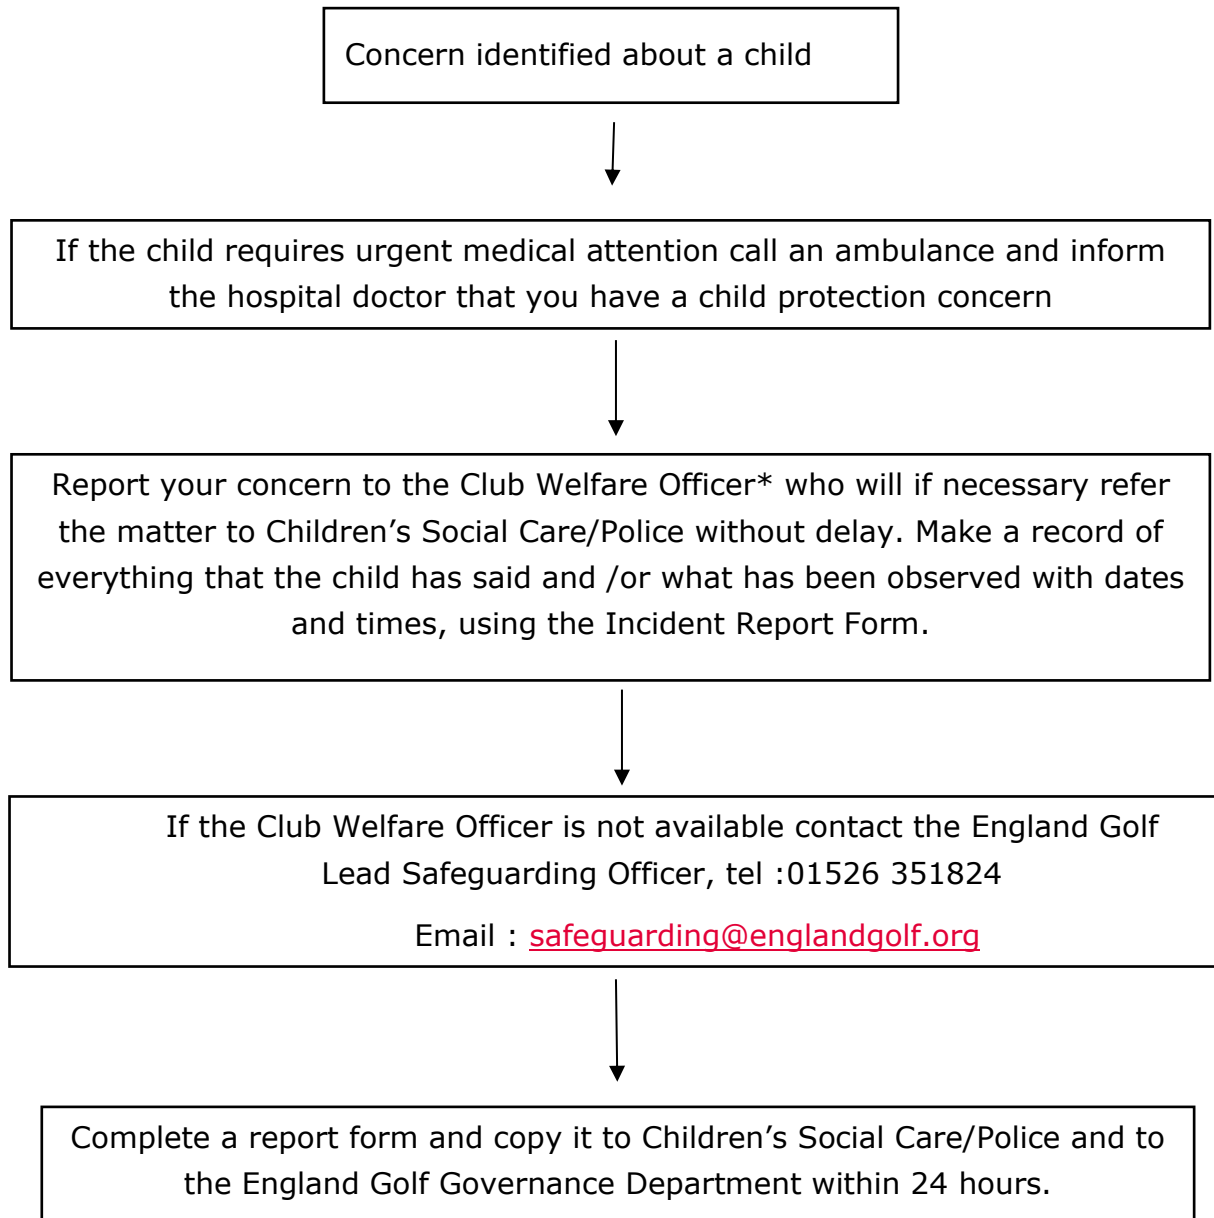 Concern identified about a child
If the child requires urgent medical attention call an ambulance and inform
the hospital doctor that you have a child protection concern
Report your concern to the Club Welfare Officer* who will if necessary refer
the matter to Children’s Social Care/Police without delay. Make a record of
everything that the child has said and /or what has been observed with dates
and times, using the Incident Report Form.
If the Club Welfare Officer is not available contact the England Golf
Lead Safeguarding Officer, tel :01526 351824
Email : safeguarding@englandgolf.org
Complete a report form and copy it to Children’s Social Care/Police and to
the England Golf Governance Department within 24 hours.